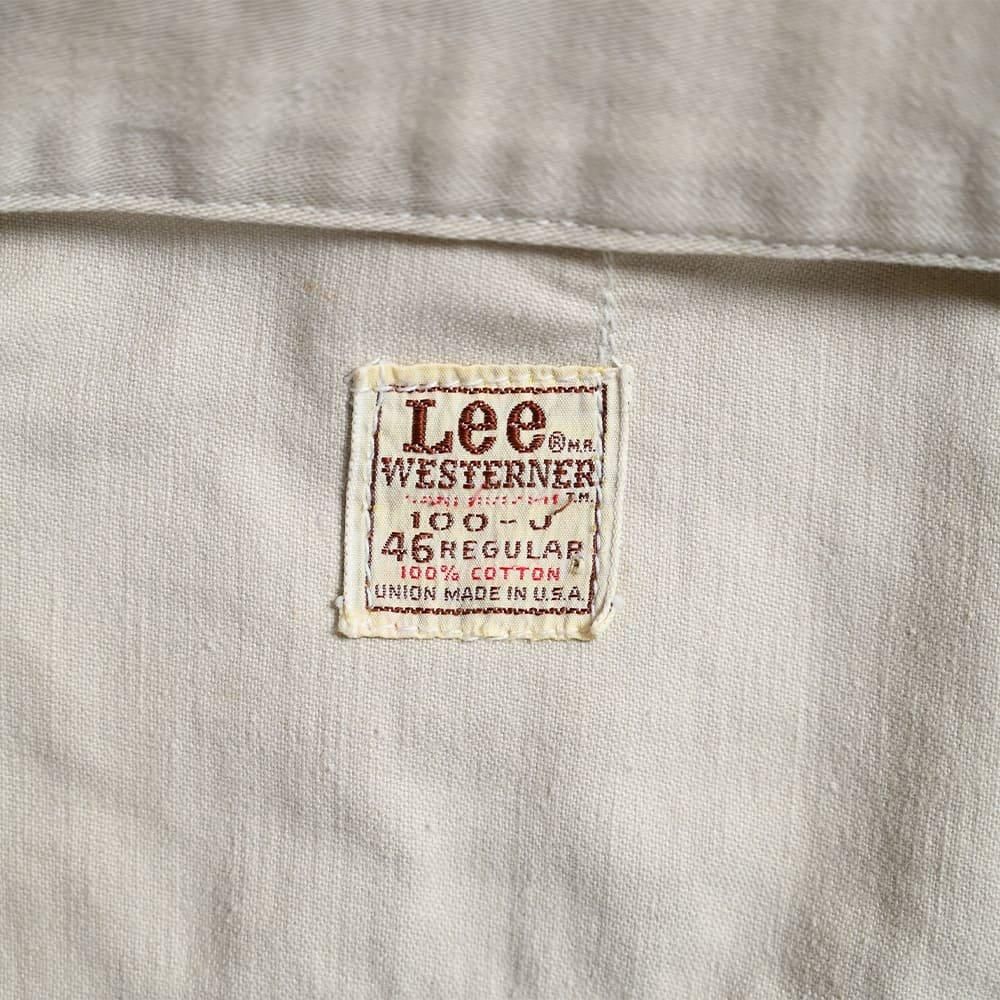 Lee ® M.R.
WESTERNER
T.M.
100-J
46 REGULAR
100% COTTON
UNION MADE IN U.S.A.